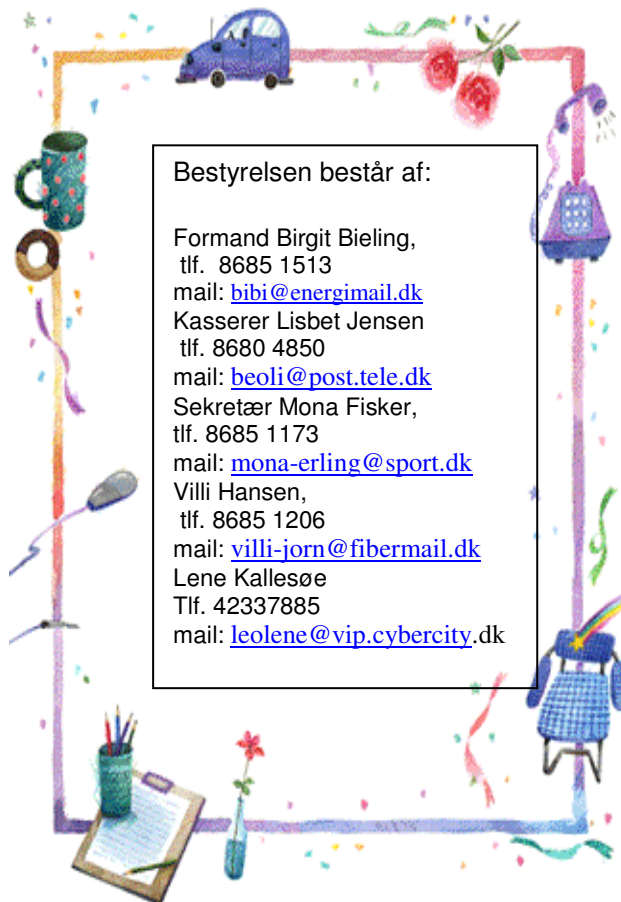 Bestyrelsen består af:
Formand Birgit Bieling,
tlf.  8685 1513
mail: bibi@energimail.dk
Kasserer Lisbet Jensen
tlf. 8680 4850
mail: beoli@post.tele.dk
Sekretær Mona Fisker,
tlf. 8685 1173
mail: mona-erling@sport.dk
Villi Hansen,
tlf. 8685 1206
mail: villi-jorn@fibermail.dk
Lene Kallesøe
Tlf. 42337885
mail: leolene@vip.cybercity.dk